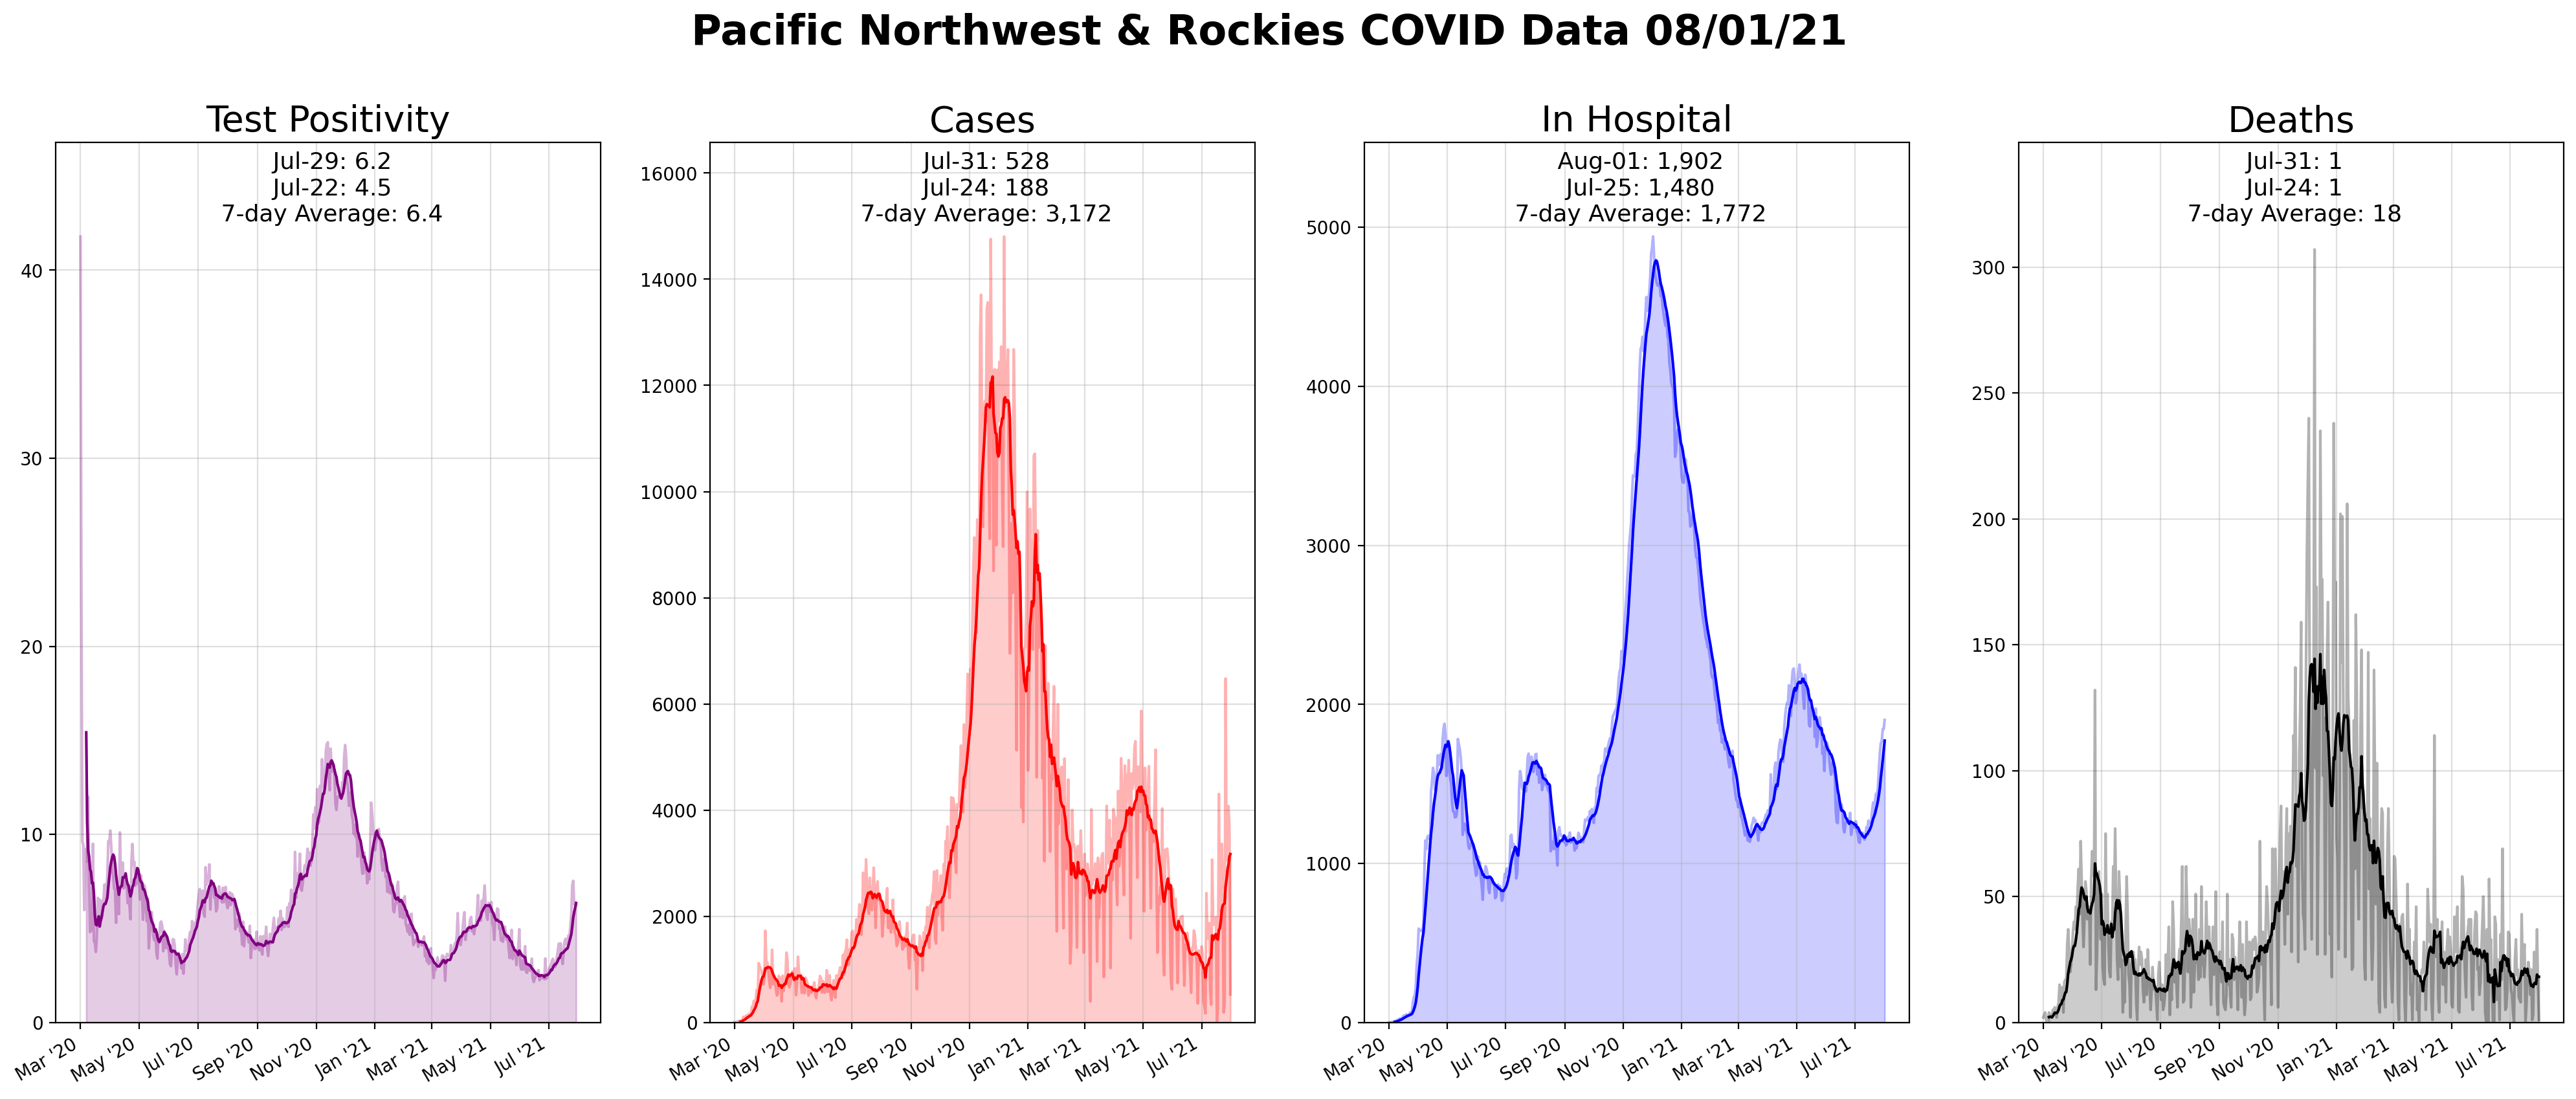 Pacific Northwest & Rockies COVID Data 08/01/21
Test Positivity
Jul-29: 6.2
Jul-22: 4.5
7-day Average: 6.4
40
30
20
10
0
Mar '20
May '20
Jul '20
Sep '20
Nov '20
Jan '21
Mar '21
May '21
Jul '21
Cases
Jul-31: 528
Jul-24: 188
7-day Average: 3,172
16000
14000
12000
10000
8000
6000
4000
2000
0
Mar '20
May '20
Jul '20
Sep '20
Nov '20
Jan '21
Mar '21
May '21
Jul '21
In Hospital
Aug-01: 1,902
Jul-25: 1,480
7-day Average: 1,772
5000
4000
3000
2000
1000
0
Mar '20
May '20
Jul '20
Sep '20
Nov '20
Jan '21
Mar '21
May '21
Jul '21
Deaths
Jul-31: 1
Jul-24: 1
7-day Average: 18
300
250
200
150
100
50
0
Mar '20
May '20
Jul '20
Sep '20
Nov '20
Jan '21
Mar '21
May '21
Jul '21